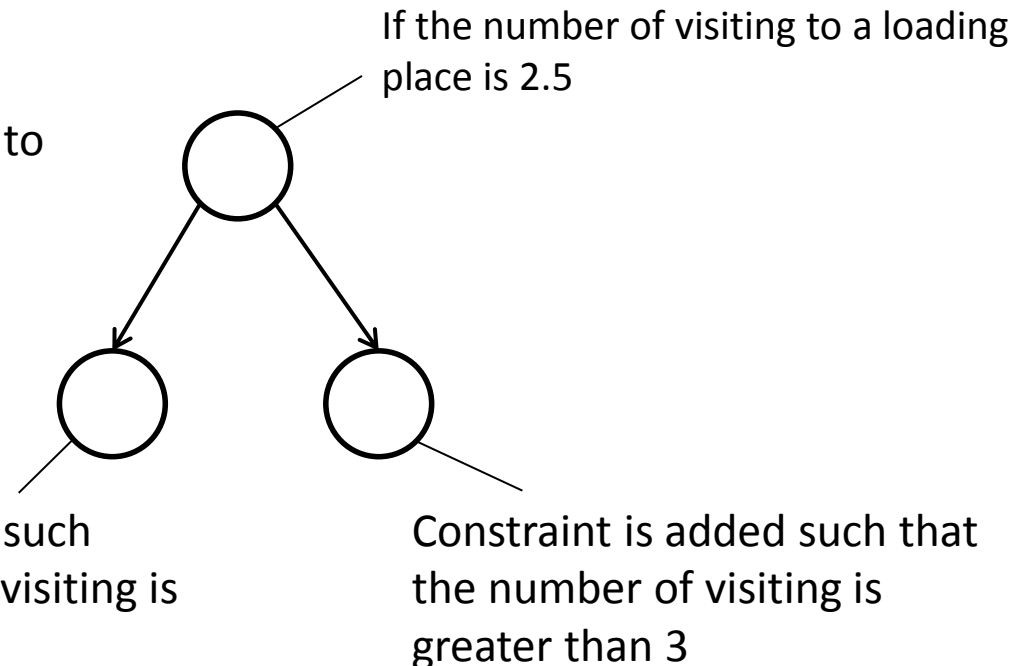 If the number of visiting to a loading
place is 2.5
to
such
visiting is
Constraint is added such that
the number of visiting is
greater than 3